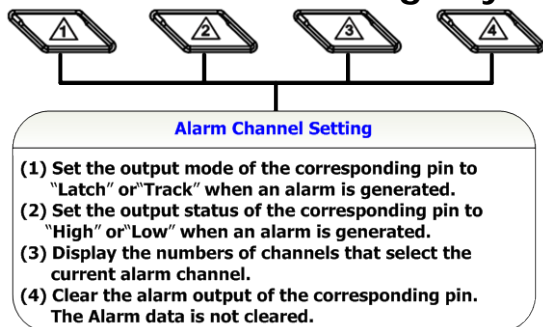 1 2 3 4
Alarm Channel Setting
(1) Set the output mode of the corresponding pin to
"Latch" or"Track" when an alarm is generated.
(2) Set the output status of the corresponding pin to
"High" or"Low" when an alarm is generated.
(3) Display the numbers of channels that select the
current alarm channel.
(4) Clear the alarm output of the corresponding pin.
The Alarm data is not cleared.